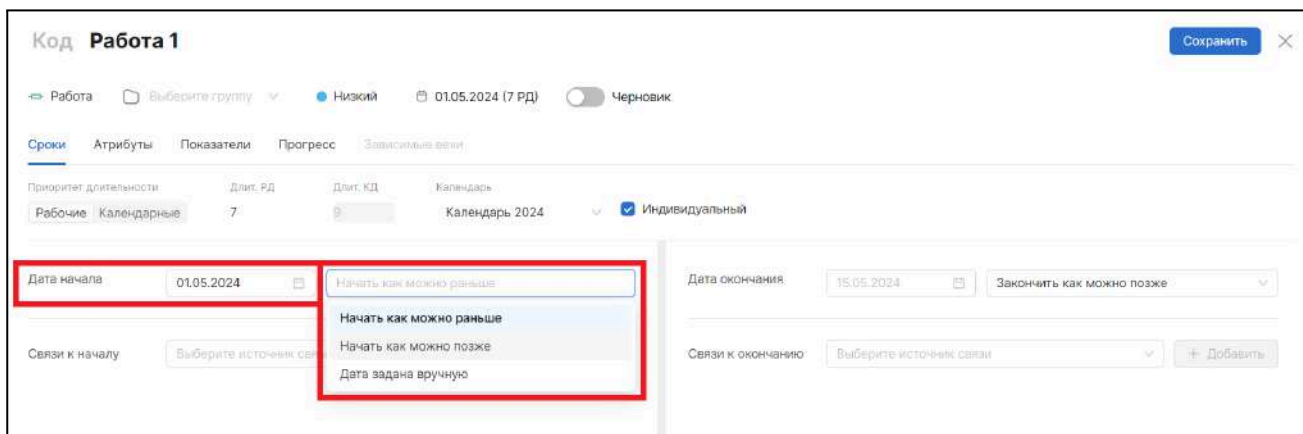 Код Работа 1 Сохранить
Работа Выберите группу Низкий 01.05.2024 (7 РД) Черновик
Сроки Атрибуты Показатели Прогресс Зависимые вехи
Приоритет длительности Длит. РД Длит. КД Календарь
Рабочие Календарные 7 9 Календарь 2024 Индивидуальный
Дата начала 01.05.2024 Начать как можно раньше Дата окончания 15.05.2024 Закончить как можно позже
Начать как можно раньше
Связи к началу Выберите источник свя Начать как можно позже Связи к окончанию Выберите источник связи + Добавить
Дата задана вручную